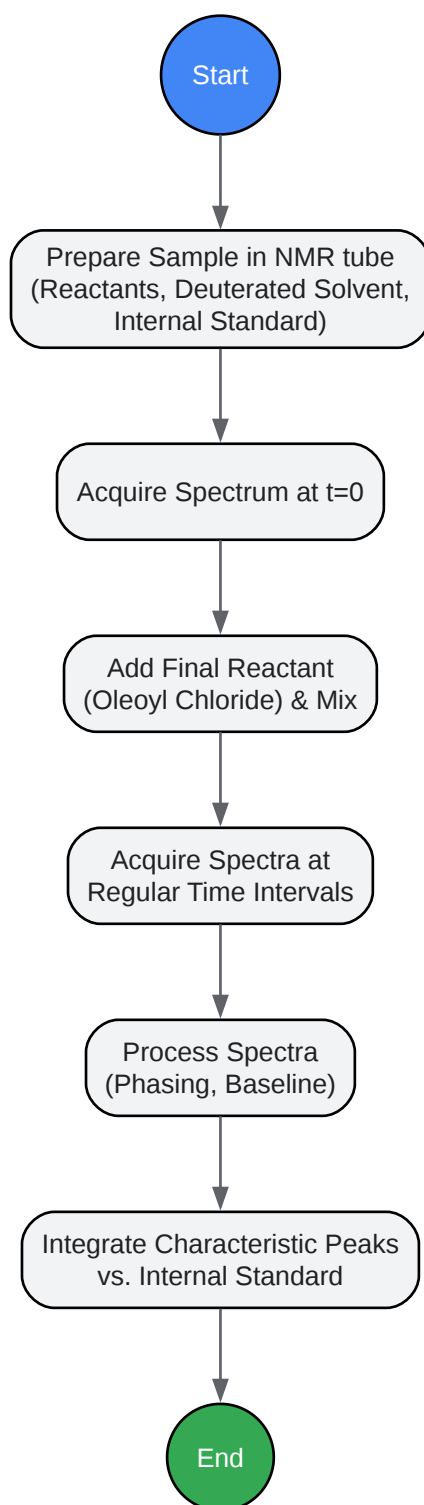 Start
Prepare Sample in NMR tube
(Reactants, Deuterated Solvent,
Internal Standard)
Acquire Spectrum at t=0
Add Final Reactant
(Oleoyl Chloride) & Mix
Acquire Spectra at
Regular Time Intervals
Process Spectra
(Phasing, Baseline)
Integrate Characteristic Peaks
vs. Internal Standard
End